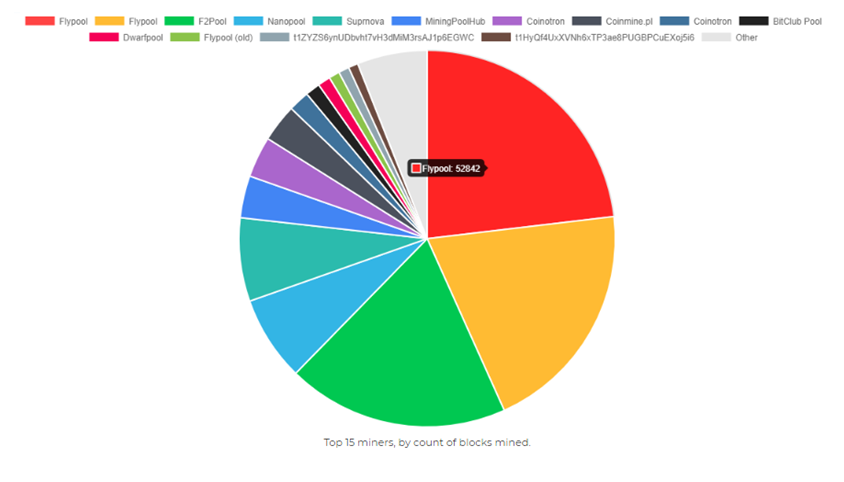 Flypool Flypool F2Pool Nanopool Suprnova MiningPoolHub Coinotron Coinmine.pl Coinotron BitClub Pool
Dwarfpool Flypool (old) t1ZYZS6ynUDbvht7vH3dMiM3rsAJ1p6EGWC t1HyQf4UxXVNh6xTP3ae8PUGBPCuEXoj5i6 Other
Flypool: 52842
Top 15 miners, by count of blocks mined.